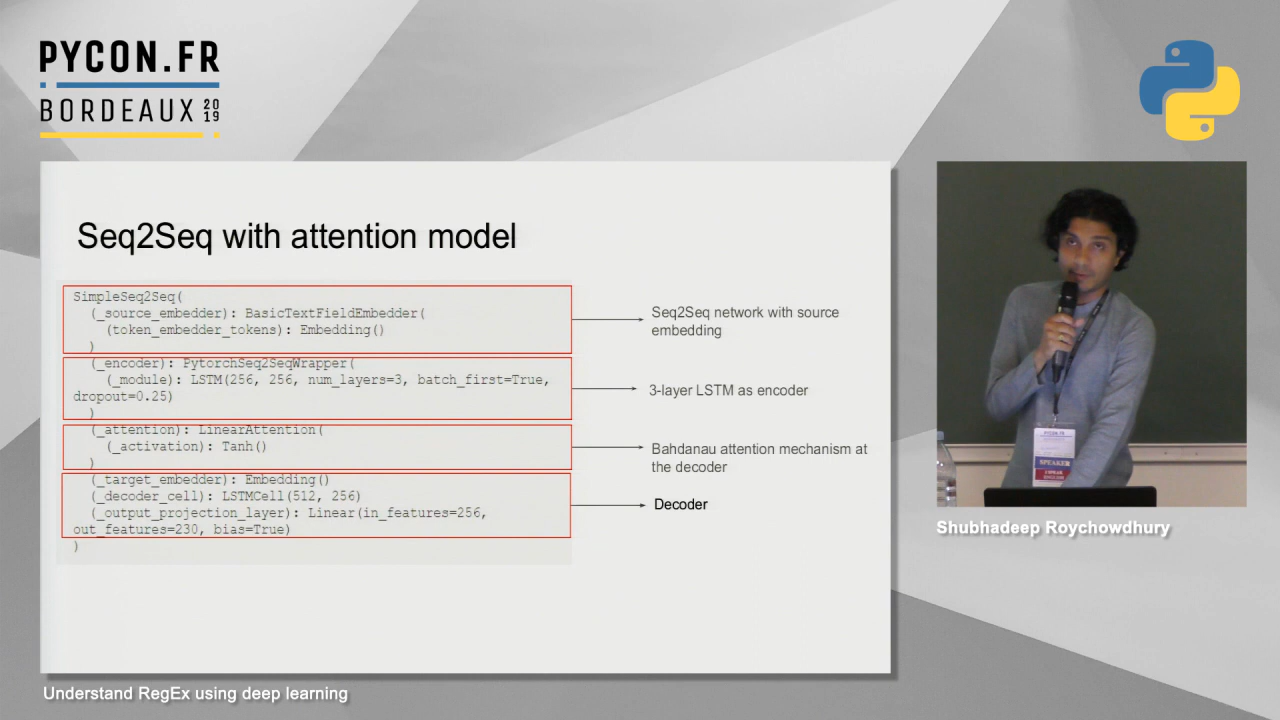 PYCON.FR
BORDEAUX 2019
Seq2Seq with attention model
SimpleSeq2Seq(
(_source_embedder): BasicTextFieldEmbedder(
(token_embedder_tokens): Embedding()
)
(_encoder): PytorchSeq2SeqWrapper(
(_module): LSTM(256, 256, num_layers=3, batch_first=True,
dropout=0.25)
)
(_attention): LinearAttention(
(_activation): Tanh()
)
(_target_embedder): Embedding()
(_decoder_cell): LSTMCell(512, 256)
(_output_projection_layer): Linear(in_features=256,
out_features=230, bias=True)
)
Seq2Seq network with source
embedding
3-layer LSTM as encoder
Bahdanau attention mechanism at
the decoder
Decoder
PYCON.FR
SPEAKER
Shubhadeep Roychowdhury
Understand RegEx using deep learning